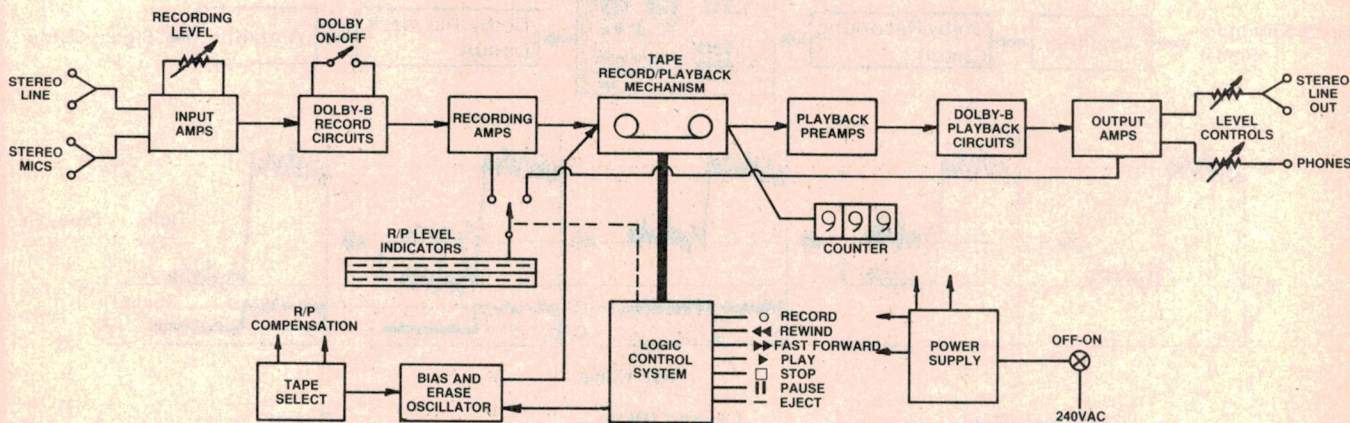 RECORDING
LEVEL
DOLBY
ON-OFF
TAPE
RECORD/PLAYBACK
MECHANISM
STEREO
LINE
STEREO
MICS
INPUT
AMPS
DOLBY-B
RECORD
CIRCUITS
RECORDING
AMPS
PLAYBACK
PREAMPS
DOLBY-B
PLAYBACK
CIRCUITS
OUTPUT
AMPS
STEREO
LINE
OUT
LEVEL
CONTROLS
PHONES
R/P LEVEL
INDICATORS
9 9 9
COUNTER
R/P
COMPENSATION
TAPE
SELECT
BIAS AND
ERASE
OSCILLATOR
LOGIC
CONTROL
SYSTEM
RECORD
REWIND
FAST FORWARD
PLAY
STOP
PAUSE
EJECT
POWER
SUPPLY
OFF-ON
240VAC